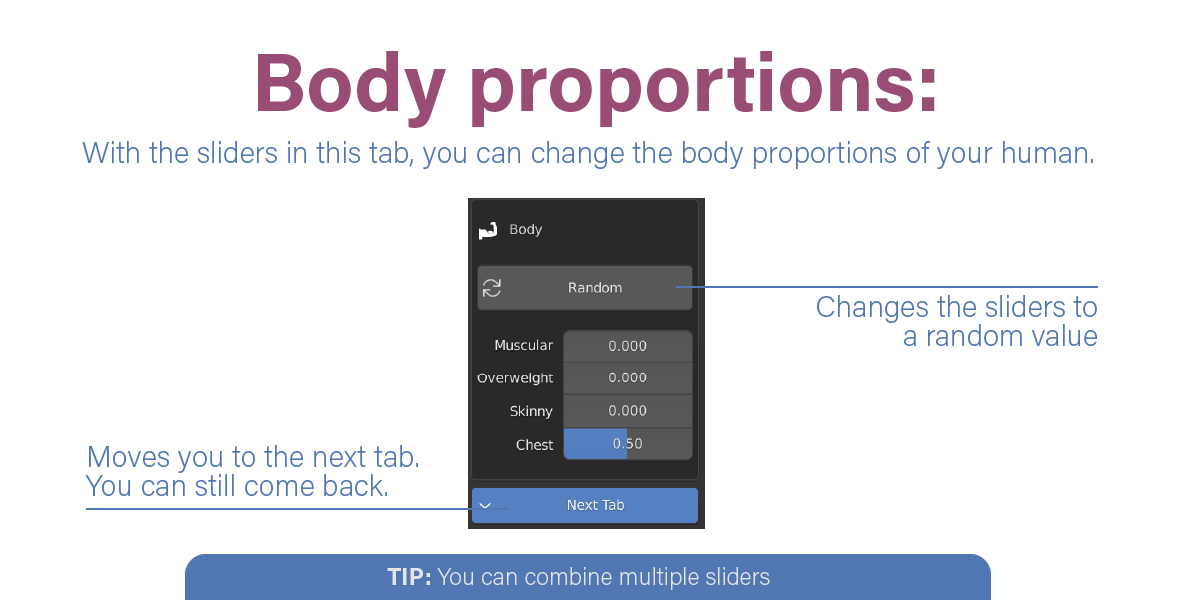 Body proportions:
With the sliders in this tab, you can change the body proportions of your human.
Body
Random
Changes the sliders to
a random value
Muscular 0.000
Overweight 0.000
Skinny 0.000
Chest 0.50
Moves you to the next tab.
You can still come back.
Next Tab
TIP: You can combine multiple sliders